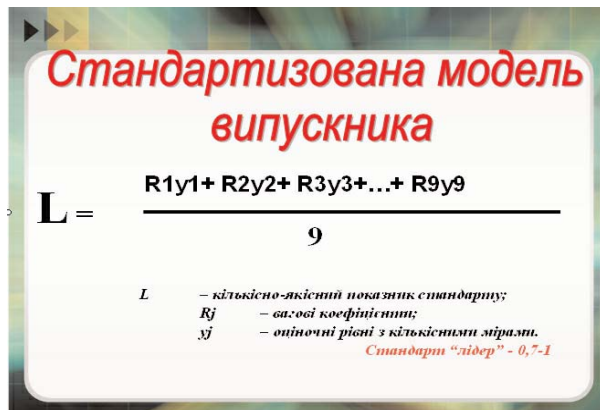 Стандартизована модель
випускника
R1y1+ R2y2+ R3y3+...+ R9y9
L =
9
L – кількісно-якісний показник стандарту;
Rj – вагові коефіцієнти;
yj – оціночні рівні з кількісними мірами.
Стандарт “лідер” - 0,7-1